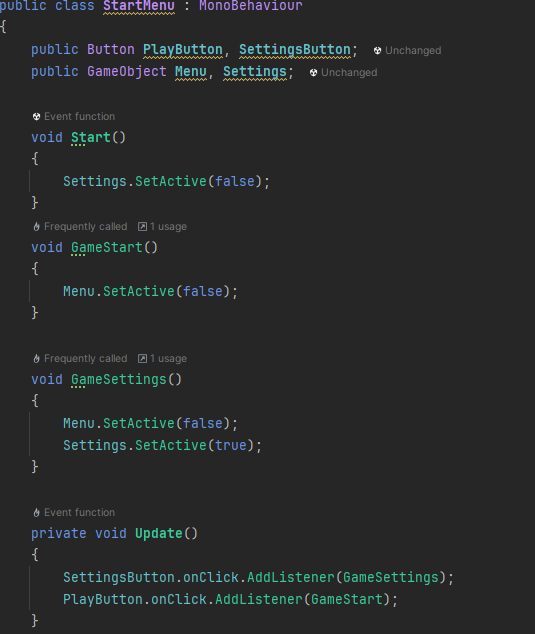 public class StartMenu : MonoBehaviour
{
    public Button PlayButton, SettingsButton; Unchanged
    public GameObject Menu, Settings; Unchanged
    Event function
    void Start()
    {
        Settings.SetActive(false);
    }
    Frequently called 1 usage
    void GameStart()
    {
        Menu.SetActive(false);
    }
    Frequently called 1 usage
    void GameSettings()
    {
        Menu.SetActive(false);
        Settings.SetActive(true);
    }
    Event function
    private void Update()
    {
        SettingsButton.onClick.AddListener(GameSettings);
        PlayButton.onClick.AddListener(GameStart);
    }